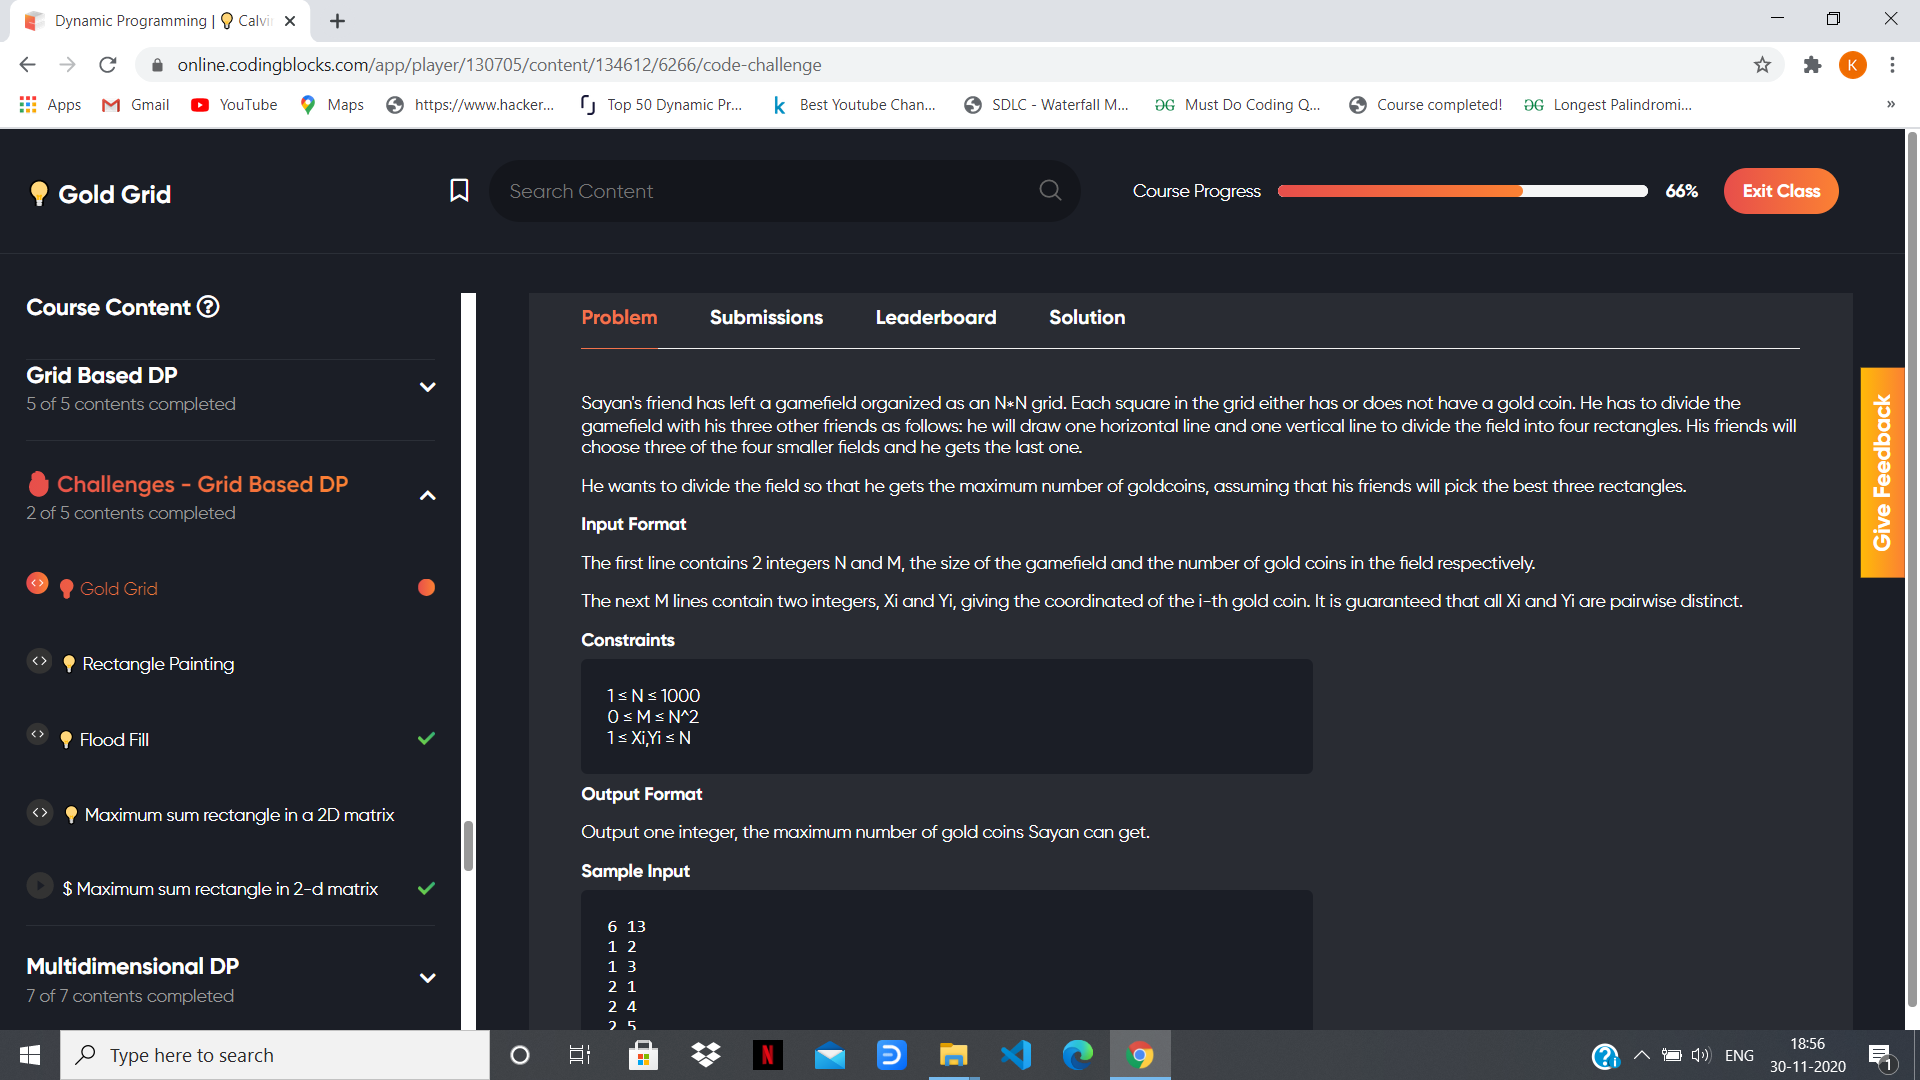 Dynamic Programming | 💡 Calvi
online.codingblocks.com/app/player/130705/content/134612/6266/code-challenge
K
Apps
Gmail
YouTube
Maps
https://www.hacker...
Top 50 Dynamic Pr...
Best Youtube Chan...
SDLC - Waterfall M...
Must Do Coding Q...
Course completed!
Longest Palindromi...
»
Gold Grid
Search Content
Course Progress
66%
Exit Class
Course Content
Grid Based DP
5 of 5 contents completed
Challenges - Grid Based DP
2 of 5 contents completed
Gold Grid
Rectangle Painting
Flood Fill
Maximum sum rectangle in a 2D matrix
$ Maximum sum rectangle in 2-d matrix
Multidimensional DP
7 of 7 contents completed
Problem
Submissions
Leaderboard
Solution
Sayan's friend has left a gamefield organized as an N*N grid. Each square in the grid either has or does not have a gold coin. He has to divide the
gamefield with his three other friends as follows: he will draw one horizontal line and one vertical line to divide the field into four rectangles. His friends will
choose three of the four smaller fields and he gets the last one.
He wants to divide the field so that he gets the maximum number of goldcoins, assuming that his friends will pick the best three rectangles.
Input Format
The first line contains 2 integers N and M, the size of the gamefield and the number of gold coins in the field respectively.
The next M lines contain two integers, Xi and Yi, giving the coordinated of the i-th gold coin. It is guaranteed that all Xi and Yi are pairwise distinct.
Constraints
1 ≤ N ≤ 1000
0 ≤ M ≤ N^2
1 ≤ Xi,Yi ≤ N
Output Format
Output one integer, the maximum number of gold coins Sayan can get.
Sample Input
6 13
1 2
1 3
2 1
2 4
2 5
Give Feedback
Type here to search
ENG
18:56
30-11-2020
1